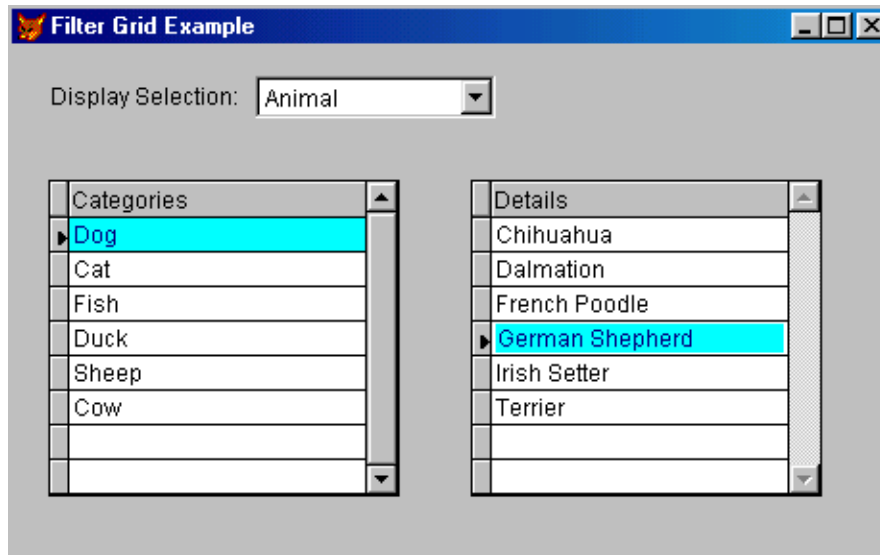 Filter Grid Example
Display Selection: Animal
Categories
Dog
Cat
Fish
Duck
Sheep
Cow
Details
Chihuahua
Dalmation
French Poodle
German Shepherd
Irish Setter
Terrier